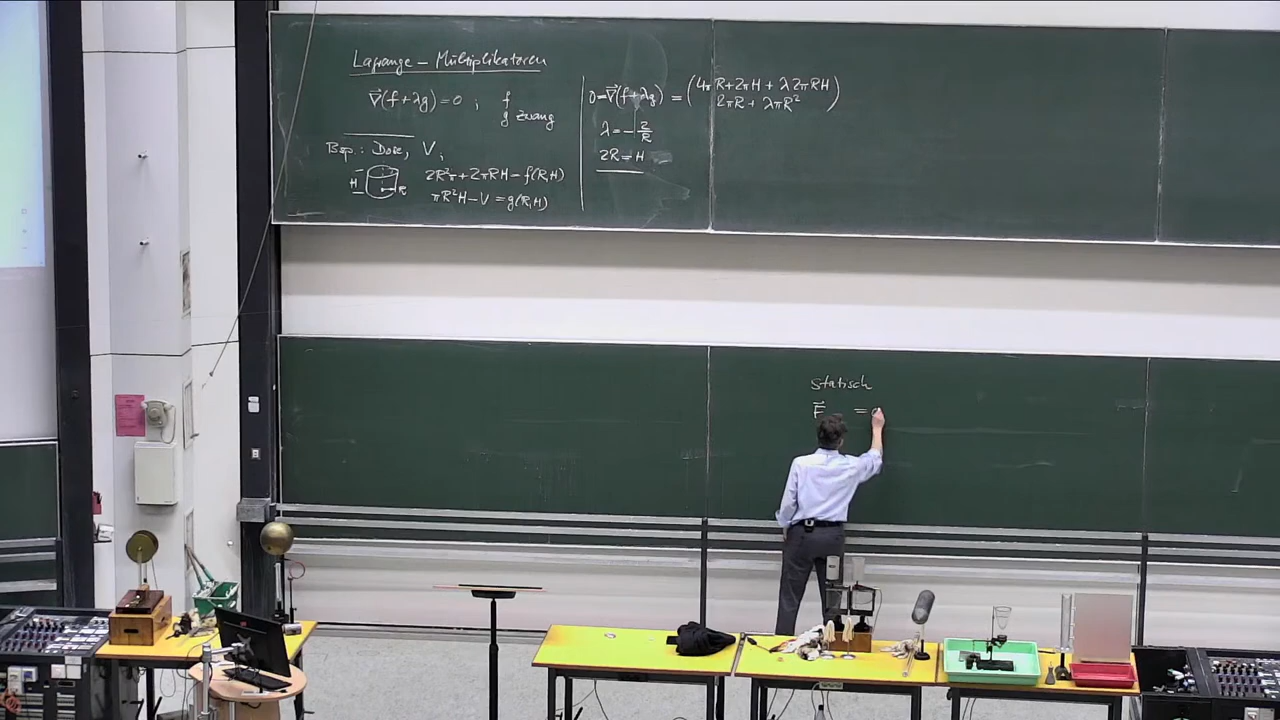 Lagrange - Multiplikatoren
∇⃗(f+λg)=0 , f
g Zwang
Bsp.: Dose, V,
H R 2R²π+2πRH = f(R,H)
πR²H-V = g(R,H)
0=∇⃗(f+λg) = (4πR+2πH + λ2πRH
2πR + λπR²)
λ = -2/R
2R=H
Statisch
E⃗ =